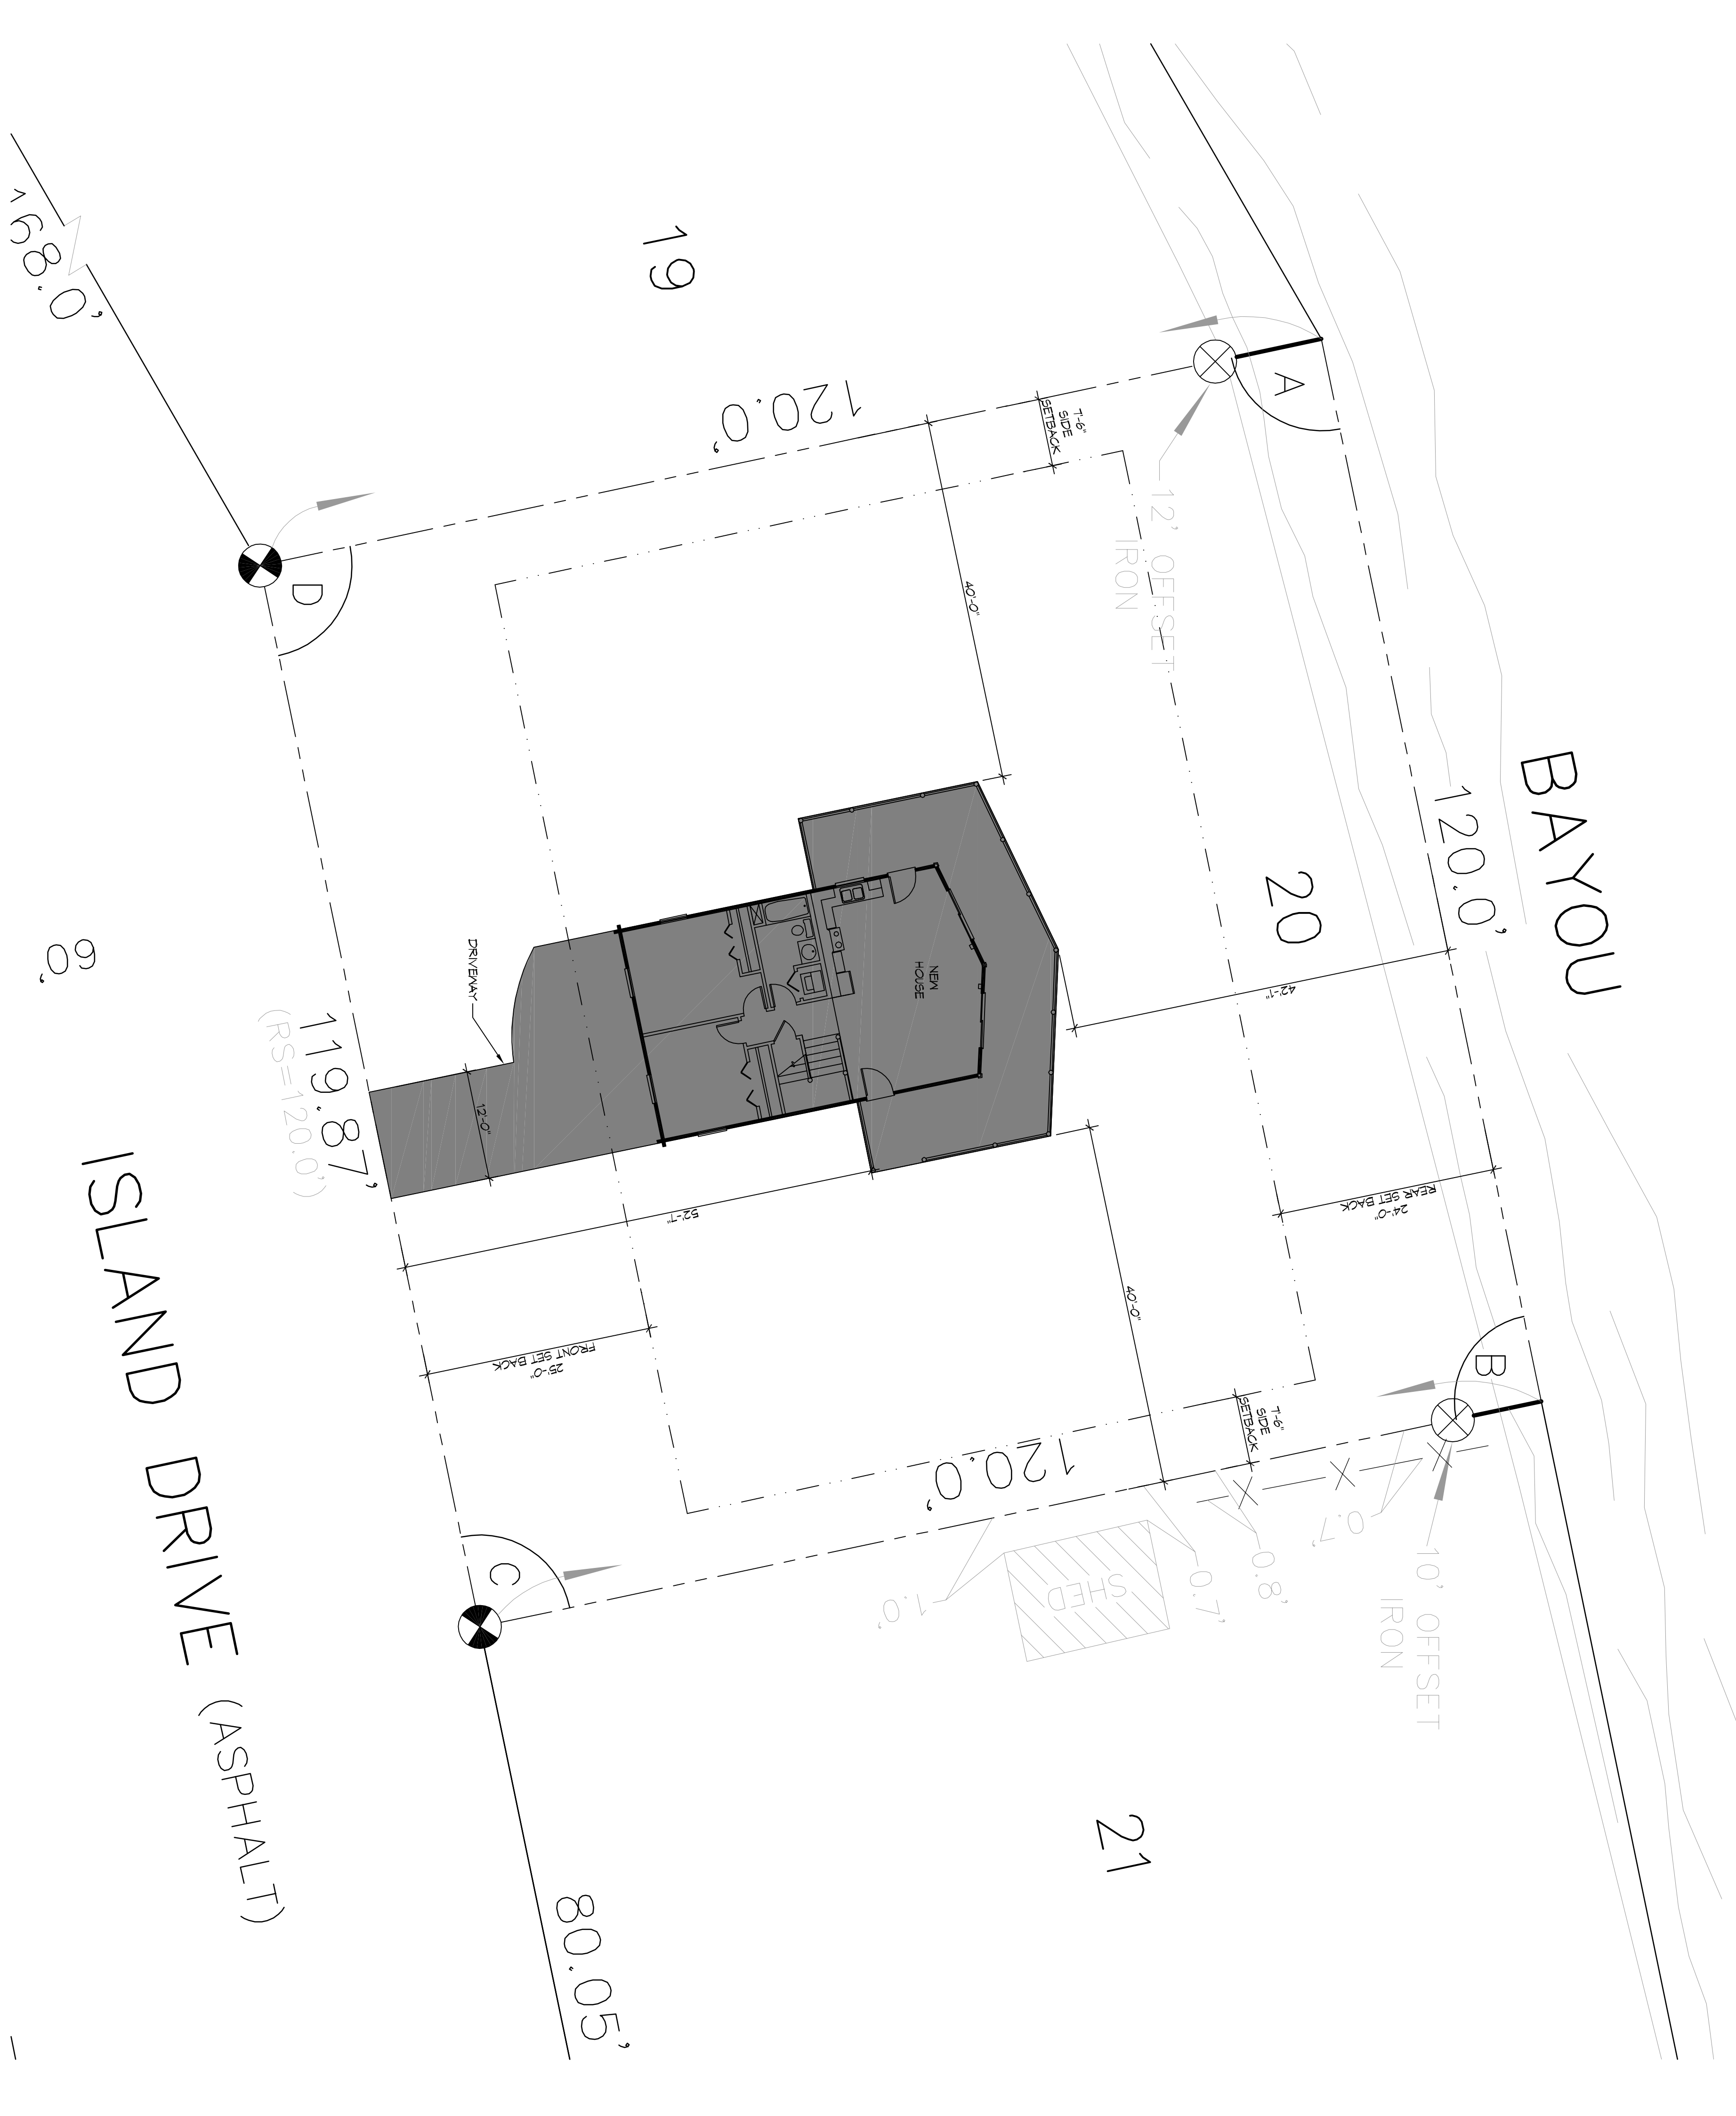 168.0'
19
120.0'
A
7'-6"
SIDE
SETBACK
12' OFFSET
IRON
D
40'-0"
BAYOU
120.0'
20
42'-1"
NEW
HOUSE
DRIVEWAY
12'-0"
60'
119.87'
(RS=120.0')
ISLAND DRIVE (ASPHALT)
52'-7"
24'-0"
REAR SET BACK
25'-0"
FRONT SET BACK
40'-0"
B
7'-6"
SIDE
SETBACK
120.0'
C
SHED
1.0'
0.7'
0.8'
0.7'
10' OFFSET
IRON
21
80.05'